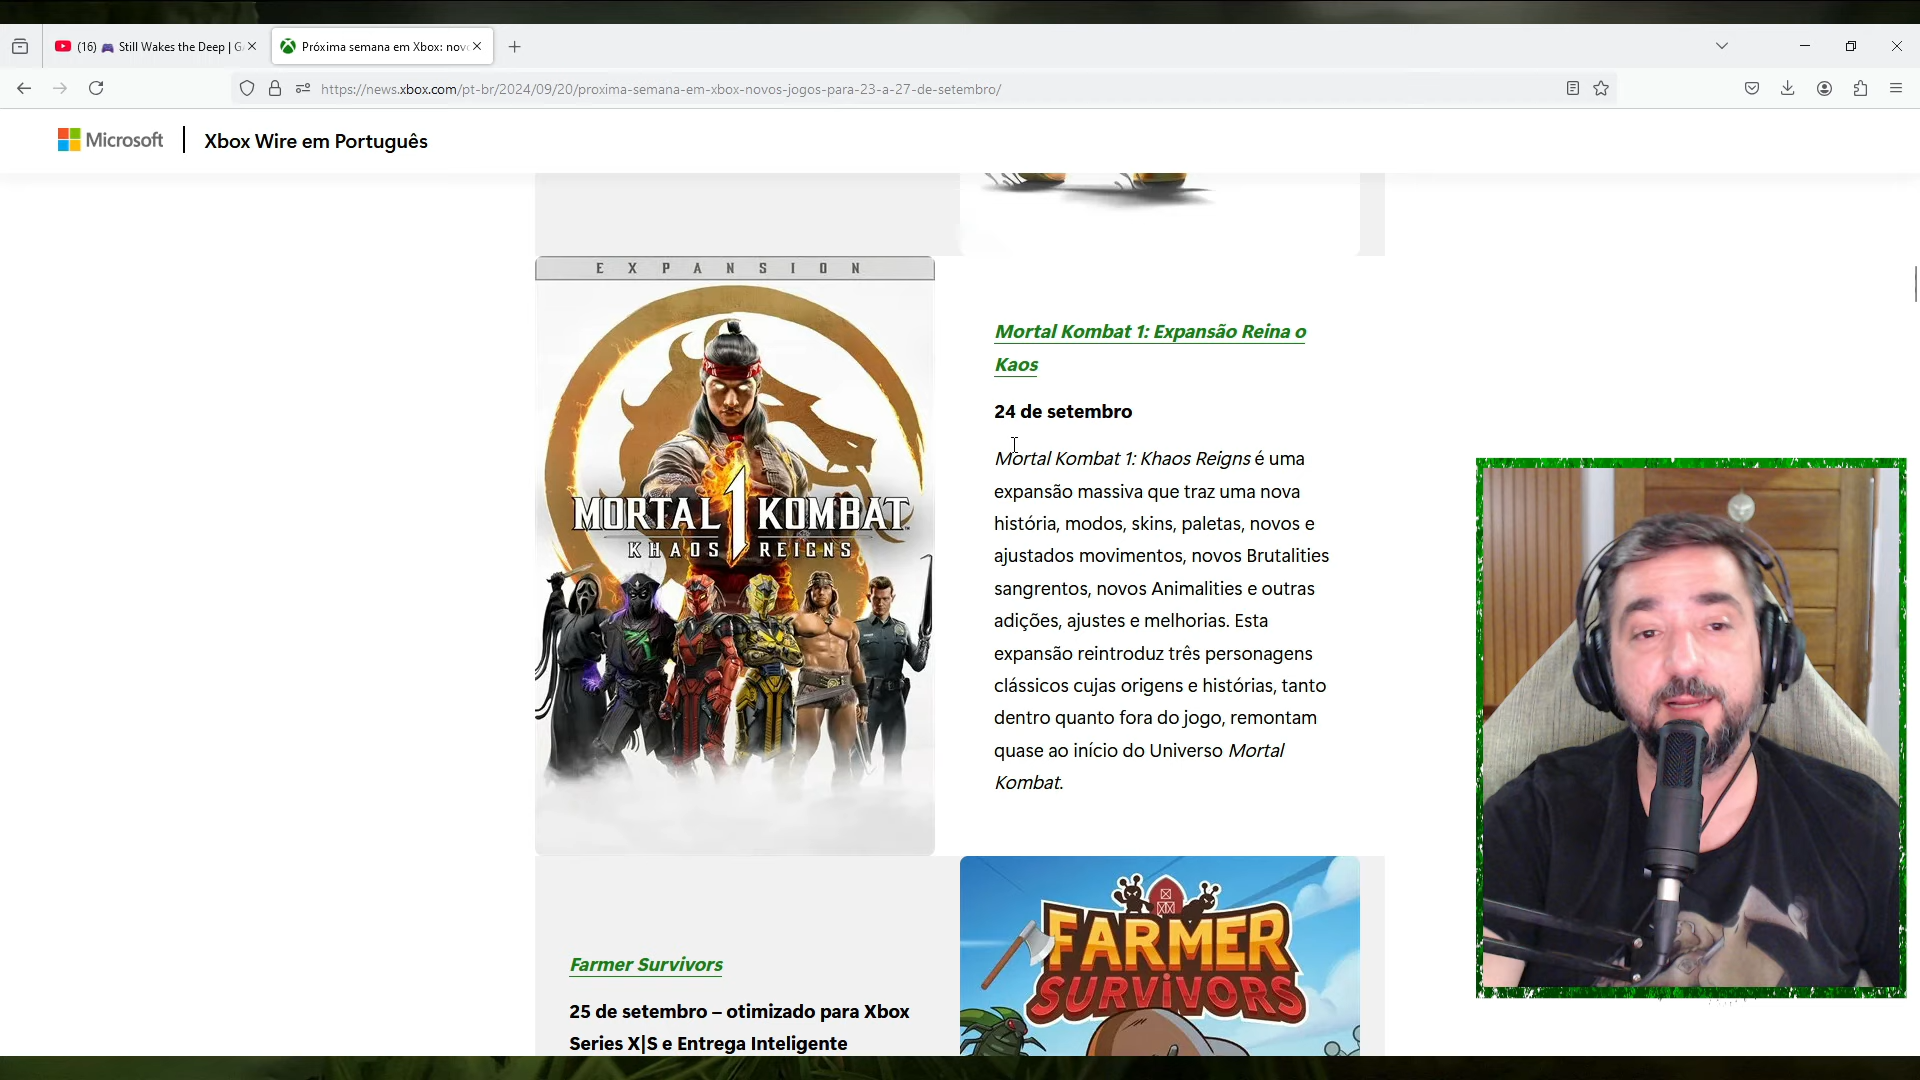 (16) 🎮 Still Wakes the Deep | G
Próxima semana em Xbox: nov
https://news.xbox.com/pt-br/2024/09/20/proxima-semana-em-xbox-novos-jogos-para-23-a-27-de-setembro/
Microsoft
Xbox Wire em Português
EXPANSION
MORTAL 1 KOMBAT
KHAOS REIGNS
Mortal Kombat 1: Expansão Reina o
Kaos
24 de setembro
Mortal Kombat 1: Khaos Reigns é uma
expansão massiva que traz uma nova
história, modos, skins, paletas, novos e
ajustados movimentos, novos Brutalities
sangrentos, novos Animalities e outras
adições, ajustes e melhorias. Esta
expansão reintroduz três personagens
clássicos cujas origens e histórias, tanto
dentro quanto fora do jogo, remontam
quase ao início do Universo Mortal
Kombat.
Farmer Survivors
25 de setembro – otimizado para Xbox
Series X|S e Entrega Inteligente
FARMER
SURVIVORS